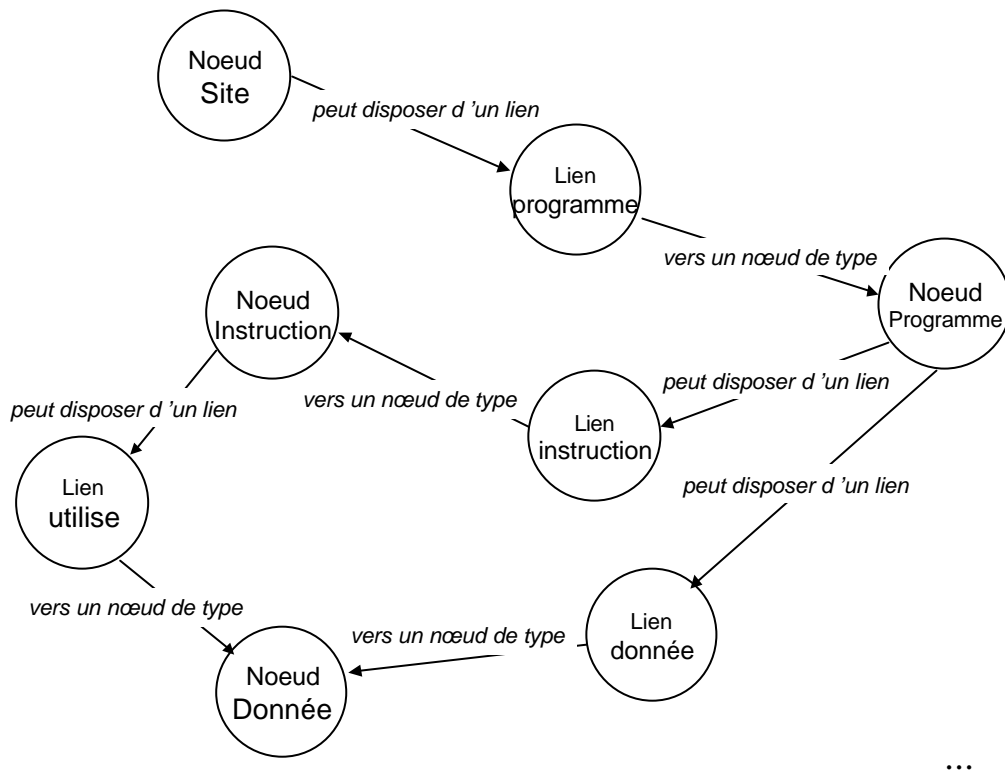 Noeud
Site
peut disposer d ’un lien
Lien
programme
vers un nœud de type
Noeud
Programme
Noeud
Instruction
peut disposer d ’un lien
vers un nœud de type
Lien
instruction
peut disposer d ’un lien
peut disposer d ’un lien
Lien
utilise
vers un nœud de type
vers un nœud de type
Lien
donnée
Noeud
Donnée
...